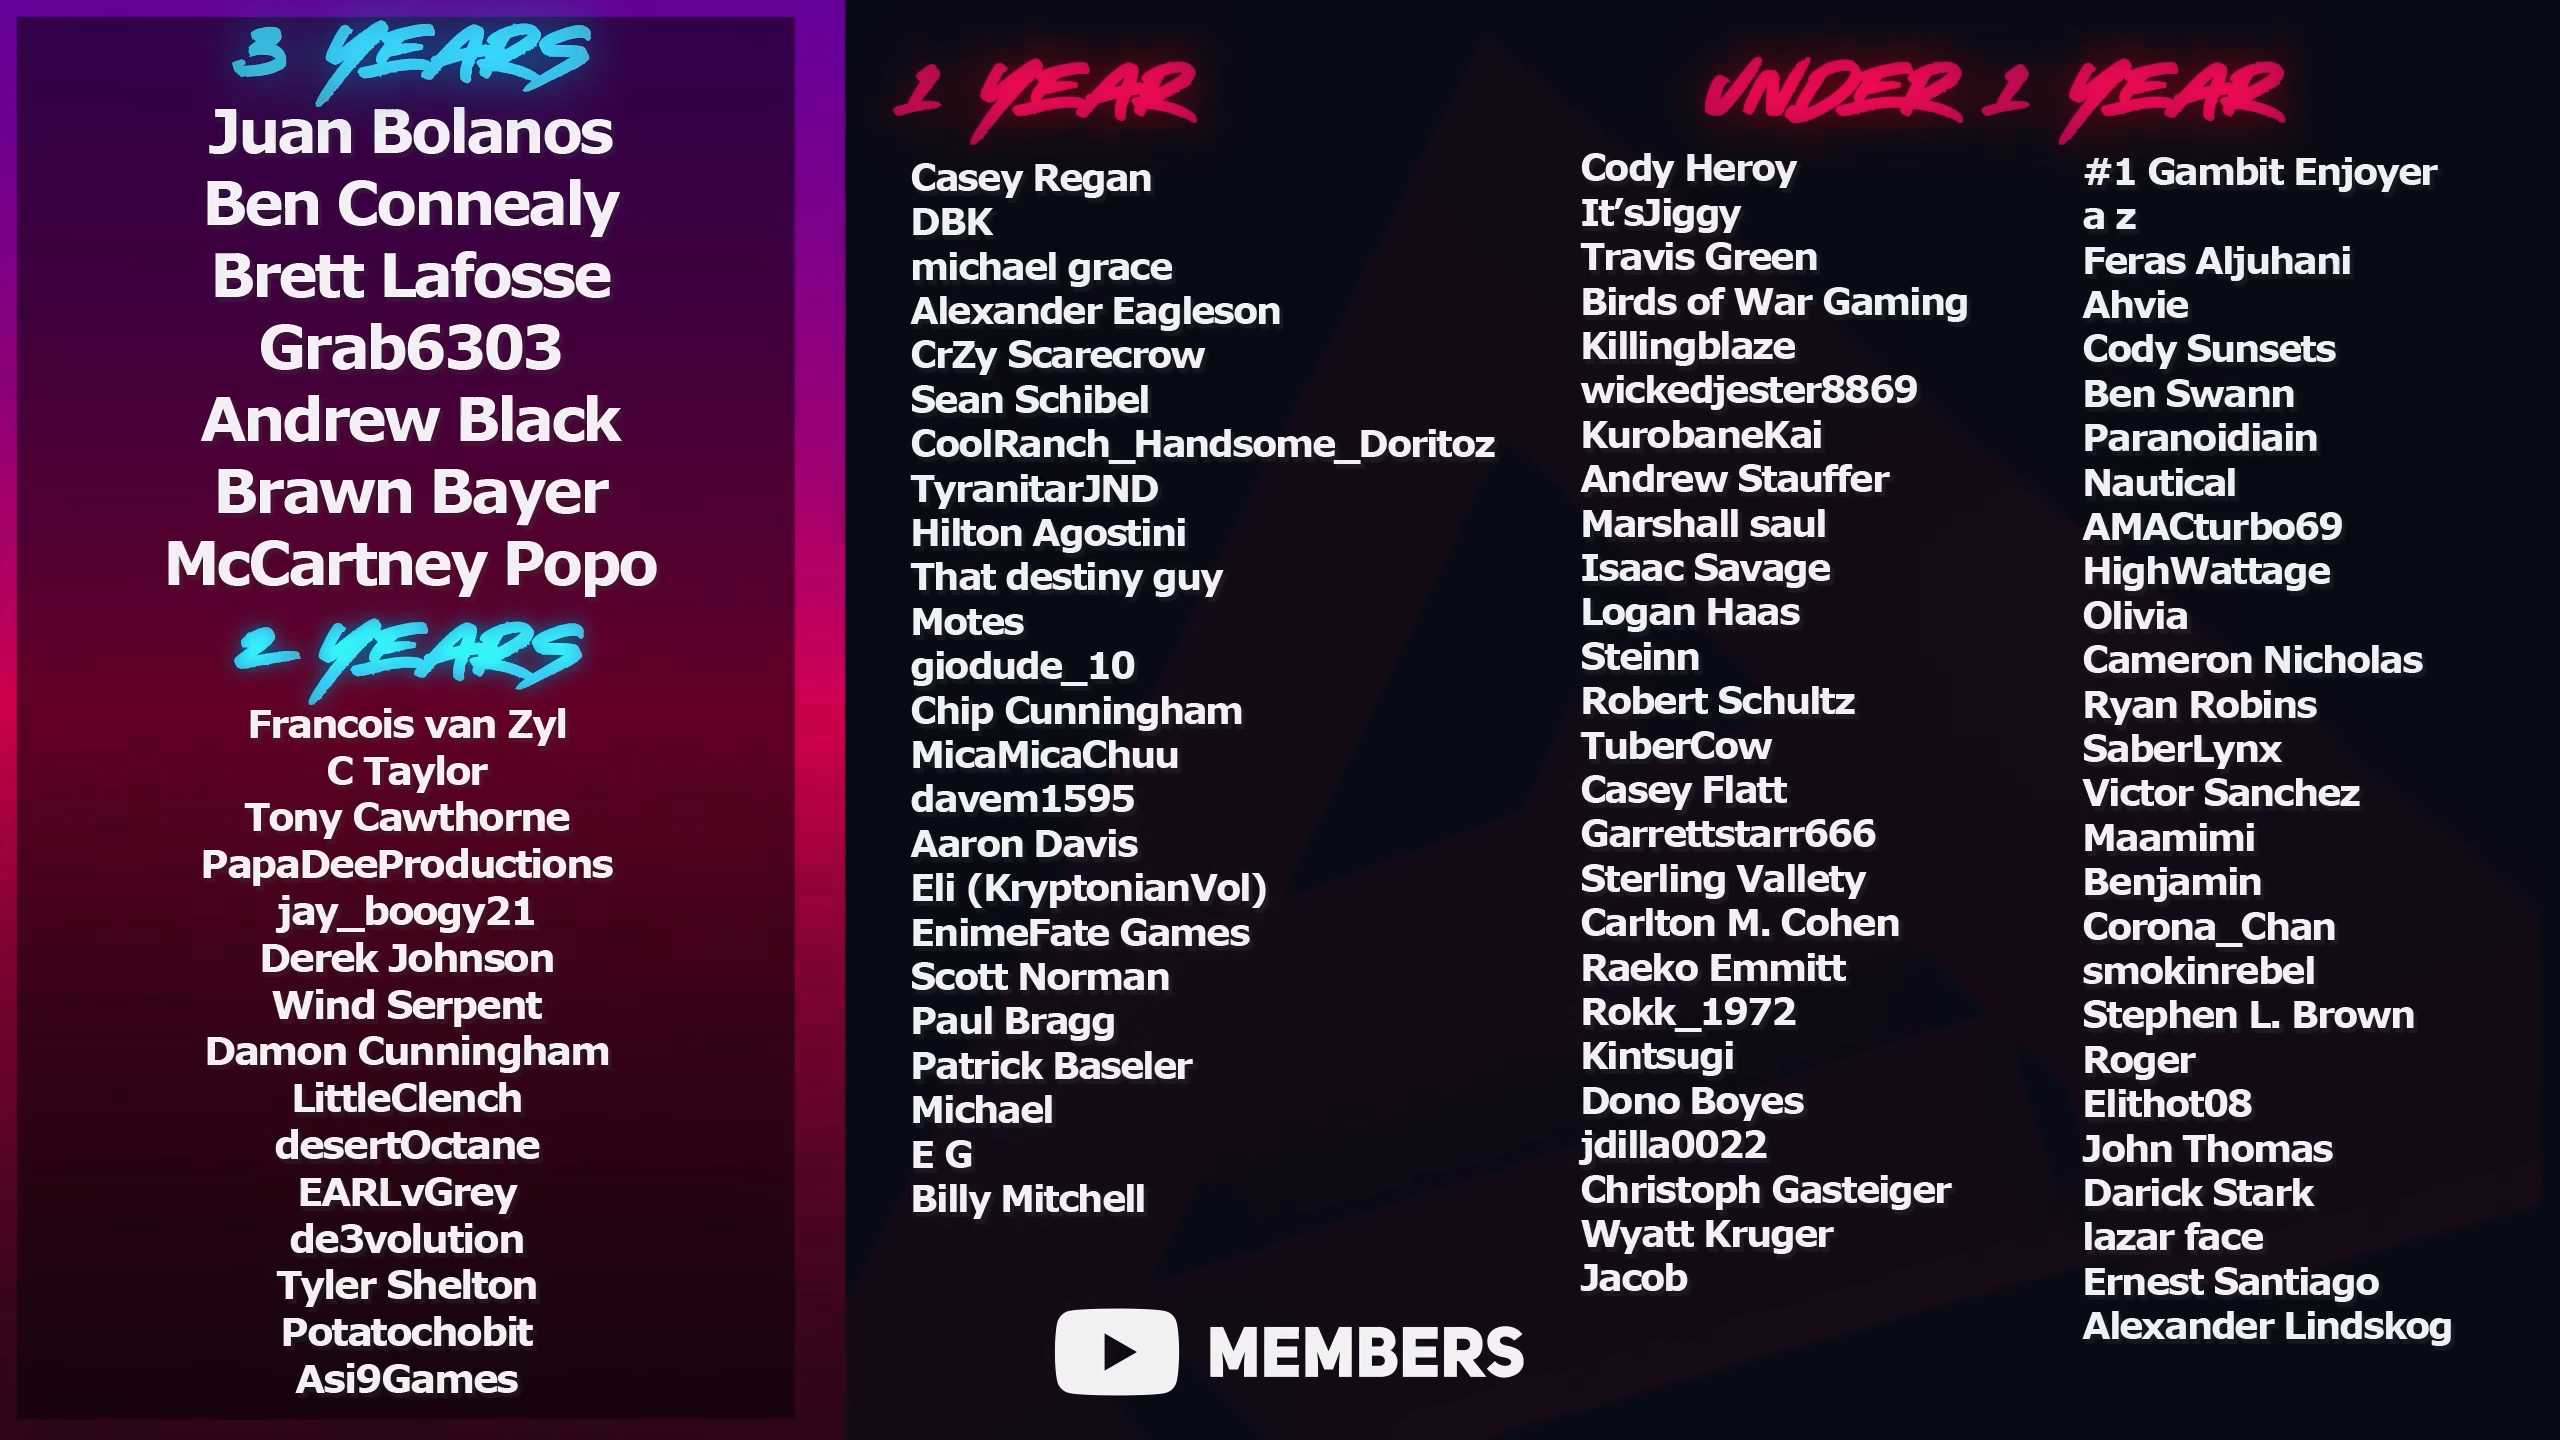 3 YEARS
Juan Bolanos
Ben Connealy
Brett Lafosse
Grab6303
Andrew Black
Brawn Bayer
McCartney Popo
2 YEARS
Francois van Zyl
C Taylor
Tony Cawthorne
PapaDeeProductions
jay_boogy21
Derek Johnson
Wind Serpent
Damon Cunningham
LittleClench
desertOctane
EARLvGrey
de3volution
Tyler Shelton
Potatochobit
Asi9Games
1 YEAR
Casey Regan
DBK
michael grace
Alexander Eagleson
CrZy Scarecrow
Sean Schibel
CoolRanch_Handsome_Doritoz
TyranitarJND
Hilton Agostini
That destiny guy
Motes
giodude_10
Chip Cunningham
MicaMicaChuu
davem1595
Aaron Davis
Eli (KryptonianVol)
EnimeFate Games
Scott Norman
Paul Bragg
Patrick Baseler
Michael
E G
Billy Mitchell
UNDER 1 YEAR
Cody Heroy
It’sJiggy
Travis Green
Birds of War Gaming
Killingblaze
wickedjester8869
KurobaneKai
Andrew Stauffer
Marshall saul
Isaac Savage
Logan Haas
Steinn
Robert Schultz
TuberCow
Casey Flatt
Garrettstarr666
Sterling Vallety
Carlton M. Cohen
Raeko Emmitt
Rokk_1972
Kintsugi
Dono Boyes
jdilla0022
Christoph Gasteiger
Wyatt Kruger
Jacob
#1 Gambit Enjoyer
a z
Feras Aljuhani
Ahvie
Cody Sunsets
Ben Swann
Paranoidiain
Nautical
AMACturbo69
HighWattage
Olivia
Cameron Nicholas
Ryan Robins
SaberLynx
Victor Sanchez
Maamimi
Benjamin
Corona_Chan
smokinrebel
Stephen L. Brown
Roger
Elithot08
John Thomas
Darick Stark
lazar face
Ernest Santiago
Alexander Lindskog
MEMBERS